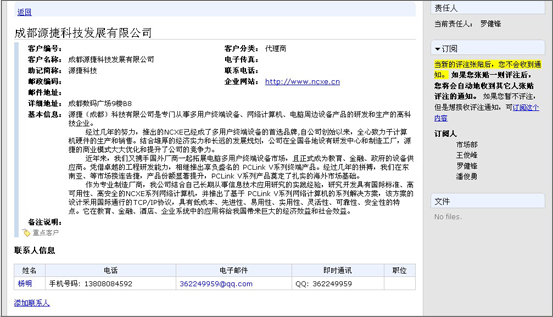 返回
成都源捷科技发展有限公司
客户编号：
客户分类：代理商
客户名称：成都源捷科技发展有限公司
电子传真：
助记简称：源捷科技
联系电话：
邮政编码：
企业网站：http://www.ncxe.cn
邮件地址：
详细地址：成都数码广场9楼B8
基本信息：源捷（成都）科技有限公司是专门从事多用户终端设备、网络计算机、电脑周边设备产品的研发和生产的高科
技企业。
经过几年的努力，推出的NCXE已经成了多用户终端设备的首选品牌,自公司创始以来，全心致力于计算
机硬件的生产和销售。结合雄厚的经济实力和长远的发展规划，公司在全国各地设有研发中心和制造工厂，源
捷的商业模式大大优化和提升了公司的竞争力。
近年来，我们又携手国外厂商一起拓展电脑多用户终端设备市场，且正式成为教育、金融、政府的设备供
应商。凭借卓越的工程研发能力，相继推出享负盛名的 PCLink V系列终端产品。经过几年的拼搏，我们在东
南亚、等市场捷连告捷，产品份额显著提升，PCLink V系列产品奠定了扎实的海外市场基础。
作为专业制造厂商，我公司结合自己长期从事信息技术应用研究的实践经验，研究开发具有国际标准、高
可用性、高安全的NCXE系列网络计算机，并推出了基于 PCLink V系列网络计算机的系列解决方案，该方案的
设计采用国际通行的TCP/IP协议，具有低成本、先进性、易用性、实用性、灵活性、可靠性、安全性的特
点。它在教育、金融、酒店、企业系统中的应用将给我国带来巨大的经济效益和社会效益。
备注说明：
重点客户
联系人信息
姓名 电话 电子邮件 即时通讯 职位
杨明 手机号码: 13808084592 362249959@qq.com QQ: 362249959
添加联系人
责任人
当前责任人： 罗健锋
订阅
当新的评注张贴后，您不会收到通
知。如果您张贴一则评注后，
您将会自动地收到其它人张贴
评注的通知。 如果您暂不评注，
但是想接收评注通知，可订阅这个
内容
订阅人
市场部
王俊峰
罗健锋
潘俊勇
文件
No files.